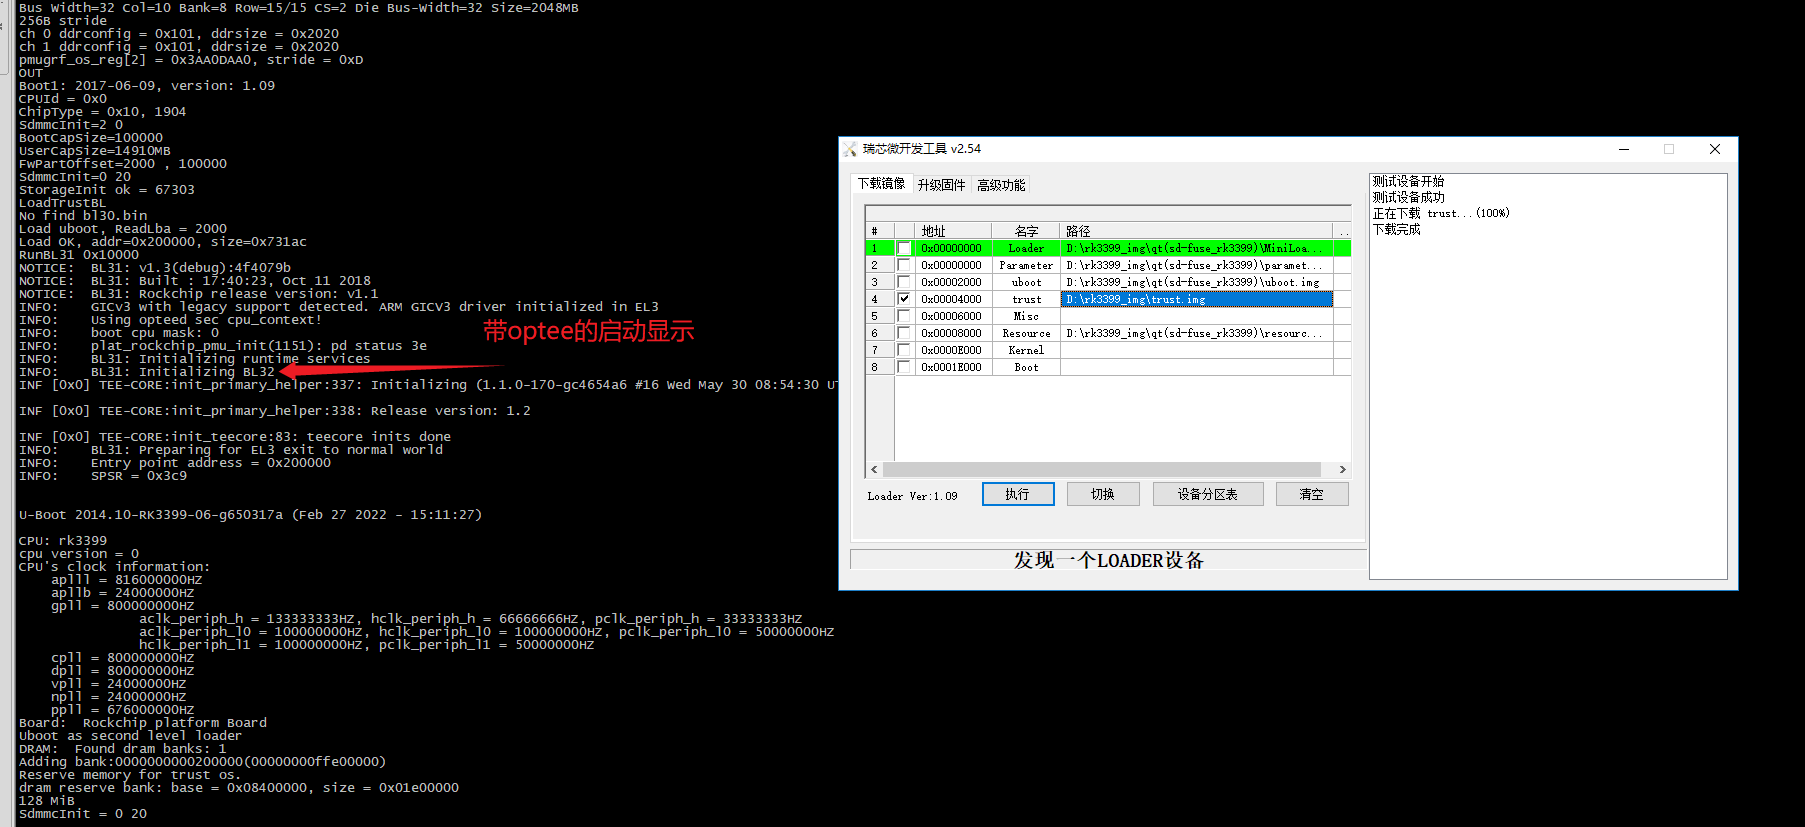 Bus Width=32 Col=10 Bank=8 Row=15/15 CS=2 Die Bus-Width=32 Size=2048MB
256B stride
ch 0 ddrconfig = 0x101, ddrsize = 0x2020
ch 1 ddrconfig = 0x101, ddrsize = 0x2020
pmugrf_os_reg[2] = 0x3AA0DAA0, stride = 0xD
OUT
Boot1: 2017-06-09, version: 1.09
CPUId = 0x0
ChipType = 0x10, 1904
SdmmcInit=2 0
BootCapSize=100000
UserCapSize=14910MB
FwPartOffset=2000 , 100000
SdmmcInit=0 20
StorageInit ok = 67303
LoadTrustBL
No find bl30.bin
Load uboot, ReadLba = 2000
Load OK, addr=0x200000, size=0x731ac
RunBL31 0x10000
NOTICE:  BL31: v1.3(debug):4f4079b
NOTICE:  BL31: Built : 17:40:23, Oct 11 2018
NOTICE:  BL31: Rockchip release version: v1.1
INFO:    GICv3 with legacy support detected. ARM GICV3 driver initialized in EL3
INFO:    Using opteed sec cpu_context!
INFO:    boot cpu mask: 0
INFO:    plat_rockchip_pmu_init(1151): pd status 3e
INFO:    BL31: Initializing runtime services
INFO:    BL31: Initializing BL32
INF [0x0] TEE-CORE:init_primary_helper:337: Initializing (1.1.0-170-gc4654a6 #16 Wed May 30 08:54:30 UT
INF [0x0] TEE-CORE:init_primary_helper:338: Release version: 1.2
INF [0x0] TEE-CORE:init_teecore:83: teecore inits done
INFO:    BL31: Preparing for EL3 exit to normal world
INFO:    Entry point address = 0x200000
INFO:    SPSR = 0x3c9
U-Boot 2014.10-RK3399-06-g650317a (Feb 27 2022 - 15:11:27)
CPU: rk3399
cpu version = 0
CPU's clock information:
aplll = 816000000HZ
apllb = 24000000HZ
gpll = 800000000HZ
aclk_periph_h = 133333333HZ, hclk_periph_h = 66666666HZ, pclk_periph_h = 33333333HZ
aclk_periph_l0 = 100000000HZ, hclk_periph_l0 = 100000000HZ, pclk_periph_l0 = 50000000HZ
hclk_periph_l1 = 100000000HZ, pclk_periph_l1 = 50000000HZ
cpll = 800000000HZ
dpll = 800000000HZ
vpll = 24000000HZ
npll = 24000000HZ
ppll = 676000000HZ
Board:  Rockchip platform Board
Uboot as second level loader
DRAM:  Found dram banks: 1
Adding bank:0000000000200000(00000000ffe00000)
Reserve memory for trust os.
dram reserve bank: base = 0x08400000, size = 0x01e00000
128 MiB
SdmmcInit = 0 20
带optee的启动显示
瑞芯微开发工具 v2.54
下载镜像 升级固件 高级功能
# 地址 名字 路径 ..
1 0x00000000 Loader D:\rk3399_img\qt(sd-fuse_rk3399)\MiniLoa...
2 0x00000000 Parameter D:\rk3399_img\qt(sd-fuse_rk3399)\paramet...
3 0x00002000 uboot D:\rk3399_img\qt(sd-fuse_rk3399)\uboot.img
4 0x00004000 trust D:\rk3399_img\trust.img
5 0x00006000 Misc
6 0x00008000 Resource D:\rk3399_img\qt(sd-fuse_rk3399)\resourc...
7 0x0000E000 Kernel
8 0x0001E000 Boot
Loader Ver:1.09 执行 切换 设备分区表 清空
发现一个LOADER设备
测试设备开始
测试设备成功
正在下载 trust...(100%)
下载完成